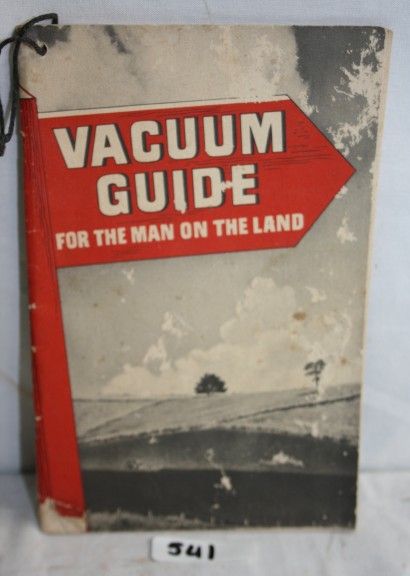 VACUUM
GUIDE
FOR THE MAN ON THE LAND
541